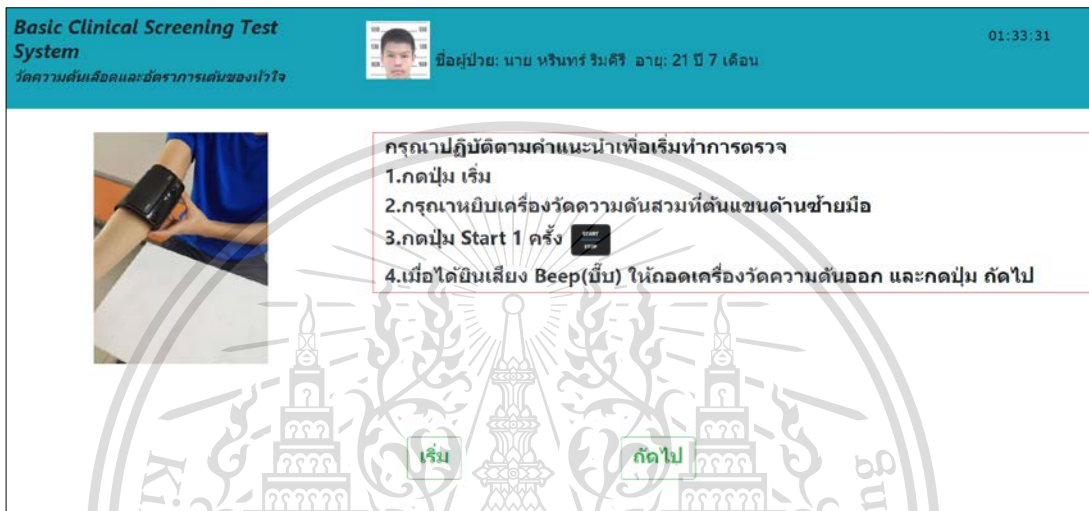 Basic Clinical Screening Test
System
วัดความดันเลือดและอัตราการเต้นของหัวใจ
ชื่อผู้ป่วย: นาย หรินทร์ ริมคีรี อายุ: 21 ปี 7 เดือน
01:33:31
กรุณาปฏิบัติตามคำแนะนำเพื่อเริ่มทำการตรวจ
1.กดปุ่ม เริ่ม
2.กรุณาหยิบเครื่องวัดความดันสวมที่ต้นแขนด้านซ้ายมือ
3.กดปุ่ม Start 1 ครั้ง
START
STOP
4.เมื่อได้ยินเสียง Beep(บี๊บ) ให้ถอดเครื่องวัดความดันออก และกดปุ่ม ถัดไป
เริ่ม
ถัดไป
Ki